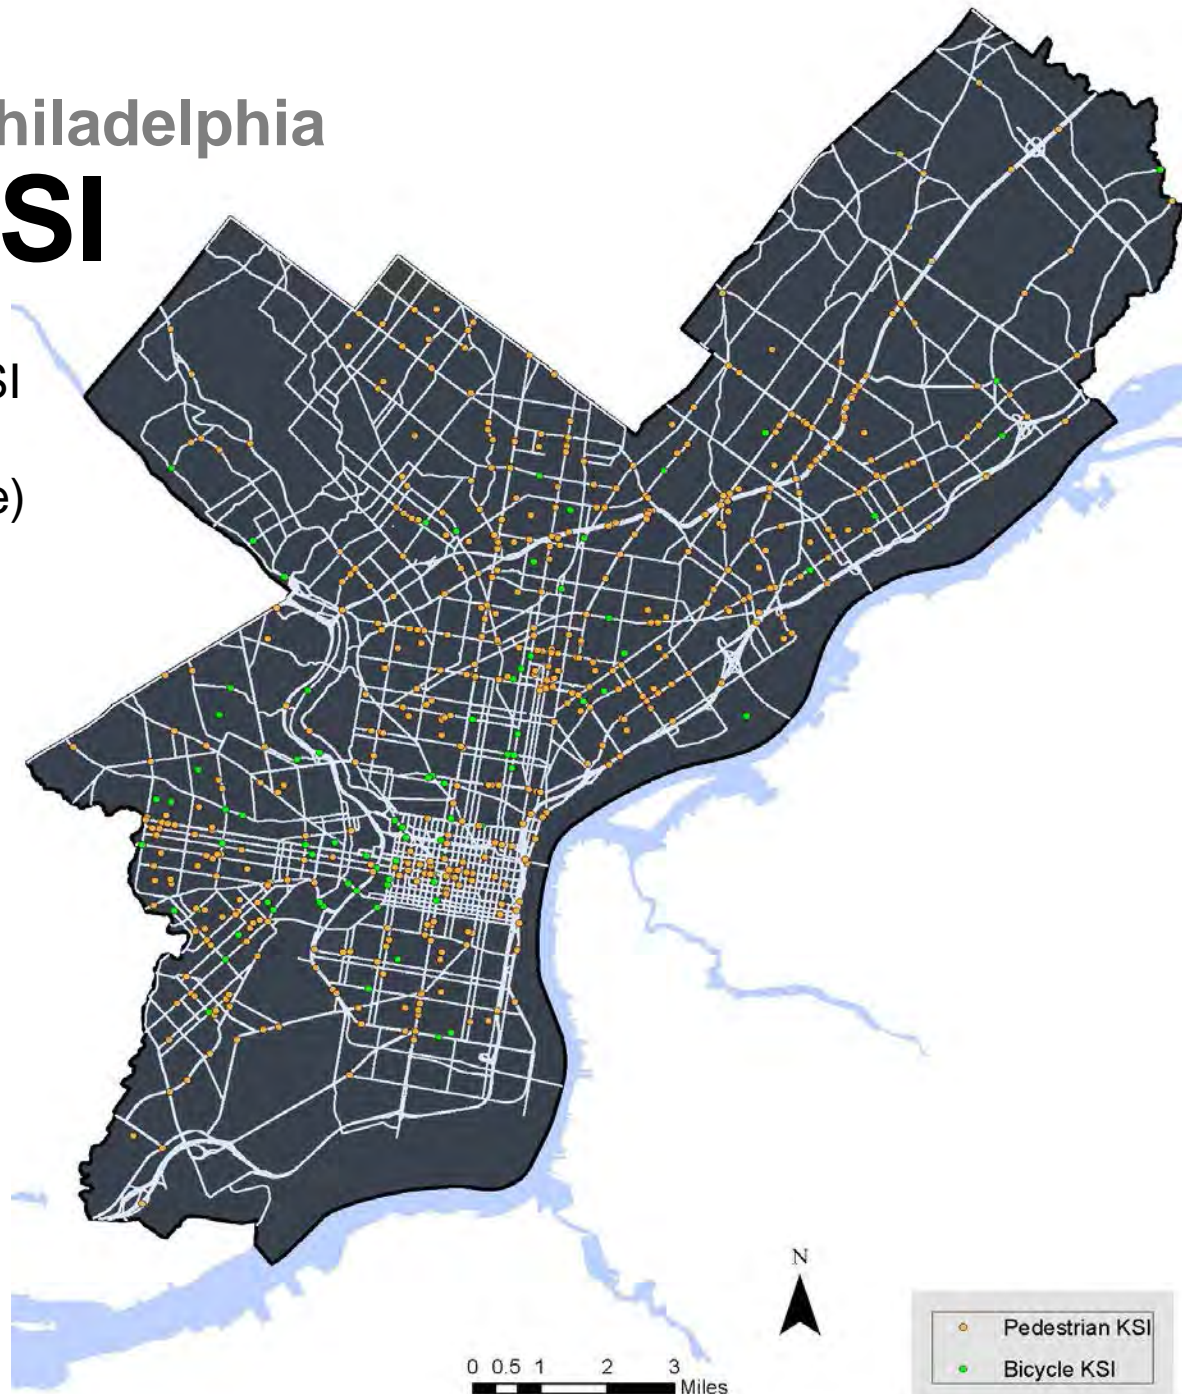 hiladelphia
SI
SI
e)
N
0 0.5 1 2 3
Miles
Pedestrian KSI
Bicycle KSI